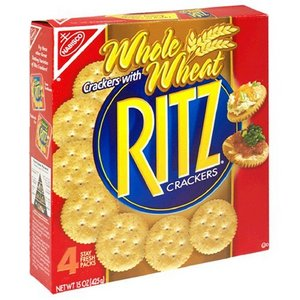 NABISCO
Whole
Crackers with Wheat
RITZ
CRACKERS
4 STAY
FRESH
PACKS
NET WT 15 OZ (425g)